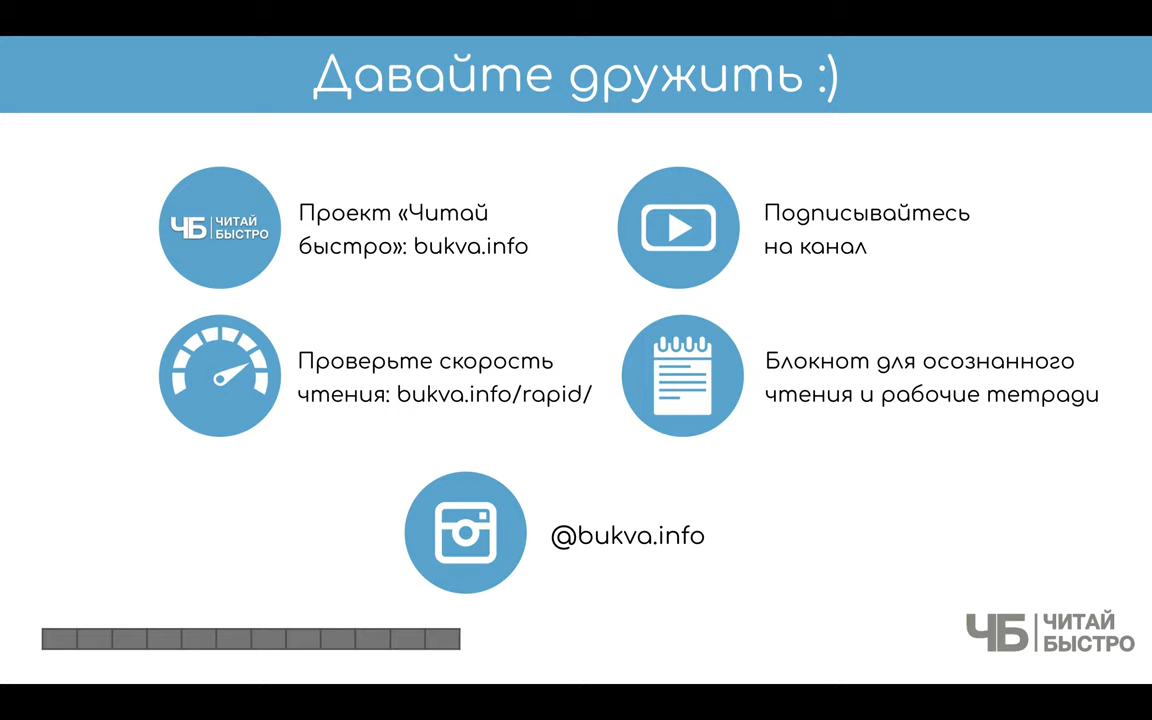 Давайте дружить :)
ЧБ ЧИТАЙ
БЫСТРО
Проект «Читай
быстро»: bukva.info
Подписывайтесь
на канал
Проверьте скорость
чтения: bukva.info/rapid/
Блокнот для осознанного
чтения и рабочие тетради
@bukva.info
ЧБ ЧИТАЙ
БЫСТРО